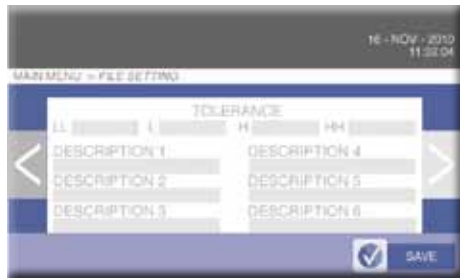 16 - NOV - 2010
11:33:04
MAIN MENU > FILE SETTING
TOLERANCE
LL L H HH
DESCRIPTION 1 DESCRIPTION 4
DESCRIPTION 2 DESCRIPTION 5
DESCRIPTION 3 DESCRIPTION 6
SAVE